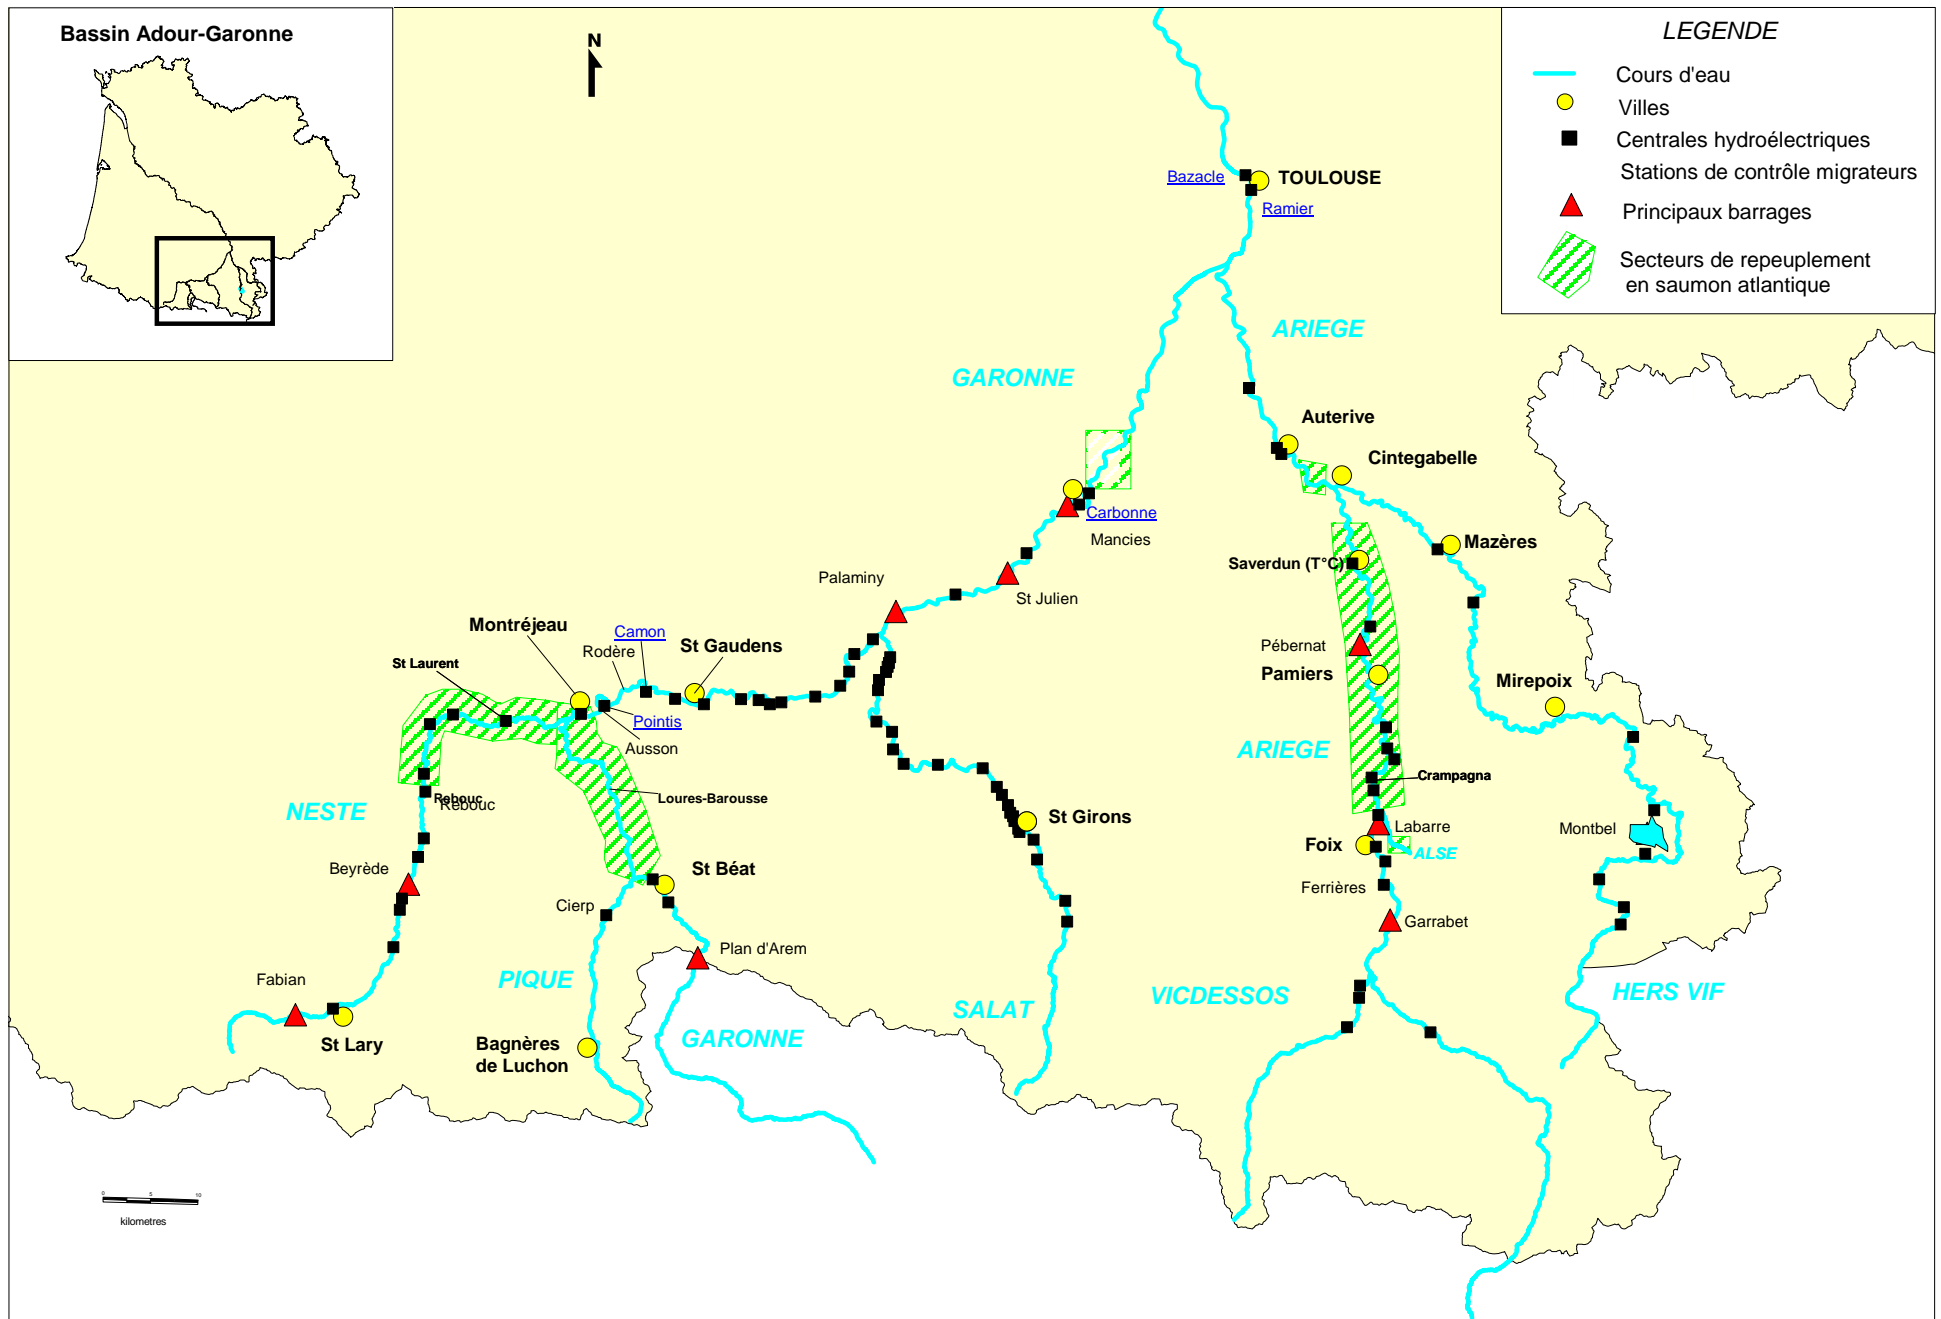 Bassin Adour-Garonne
N
LEGENDE
Cours d'eau
Villes
Centrales hydroélectriques
Stations de contrôle migrateurs
Principaux barrages
Secteurs de repeuplement
en saumon atlantique
Bazacle
TOULOUSE
Ramier
ARIEGE
GARONNE
Auterive
Cintegabelle
Carbonne
Mancies
Mazères
Saverdun (T°C)
Palaminy
St Julien
Montréjeau
Camon
Rodère
St Gaudens
Pébernat
St Laurent
Pamiers
Mirepoix
Pointis
Ausson
ARIEGE
Crampagna
Loures-Barousse
Rebouc
Rebouc
NESTE
St Girons
Labarre
Montbel
Foix
ALSE
Beyrède
St Béat
Ferrières
Cierp
Garrabet
Plan d'Arem
Fabian
PIQUE
VICDESSOS
HERS VIF
SALAT
St Lary
Bagnères
de Luchon
GARONNE
0 5 10
kilometres